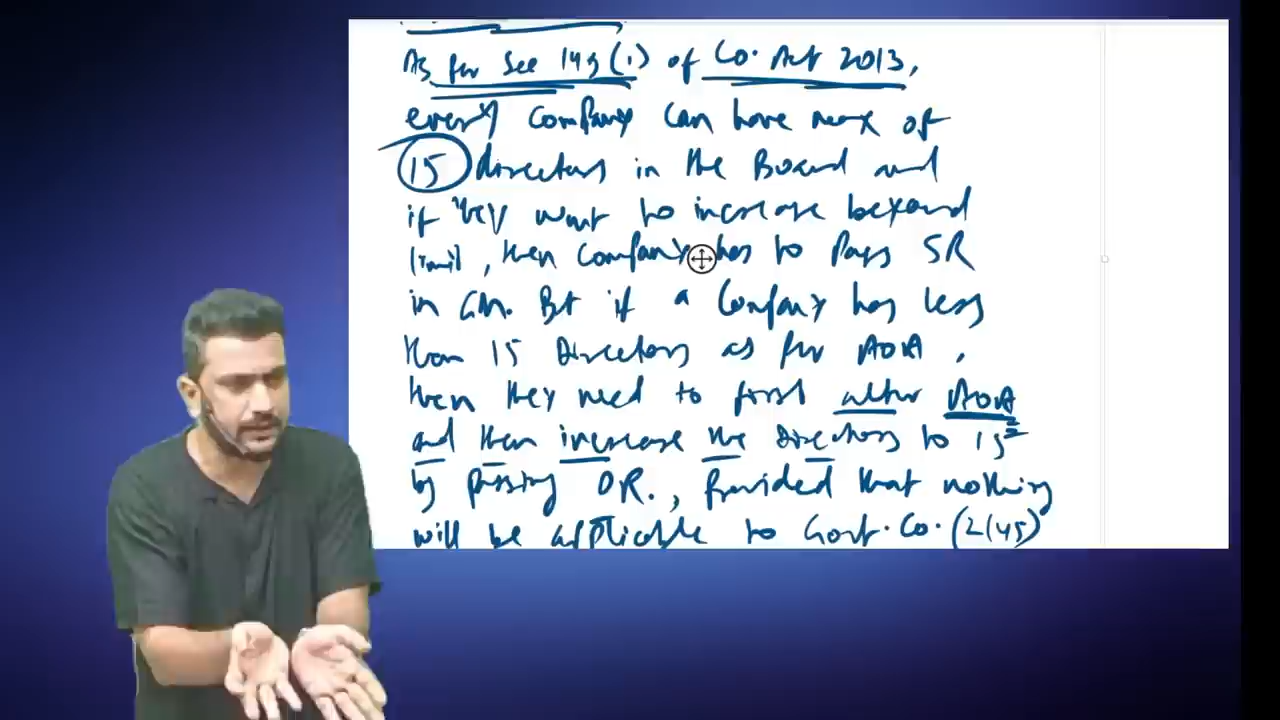 As per Sec 149(1) of Co. Act 2013,
every company can have max of
15 directors in the Board and
if they want to increase beyond
limit, then company has to pass SR
in GM. But if a Company has less
than 15 Directors as per AOA,
then they need to first alter AOA
and then increase the Directors to 15
by passing OR., Provided that nothing
will be applicable to Govt. Co. (2(45)